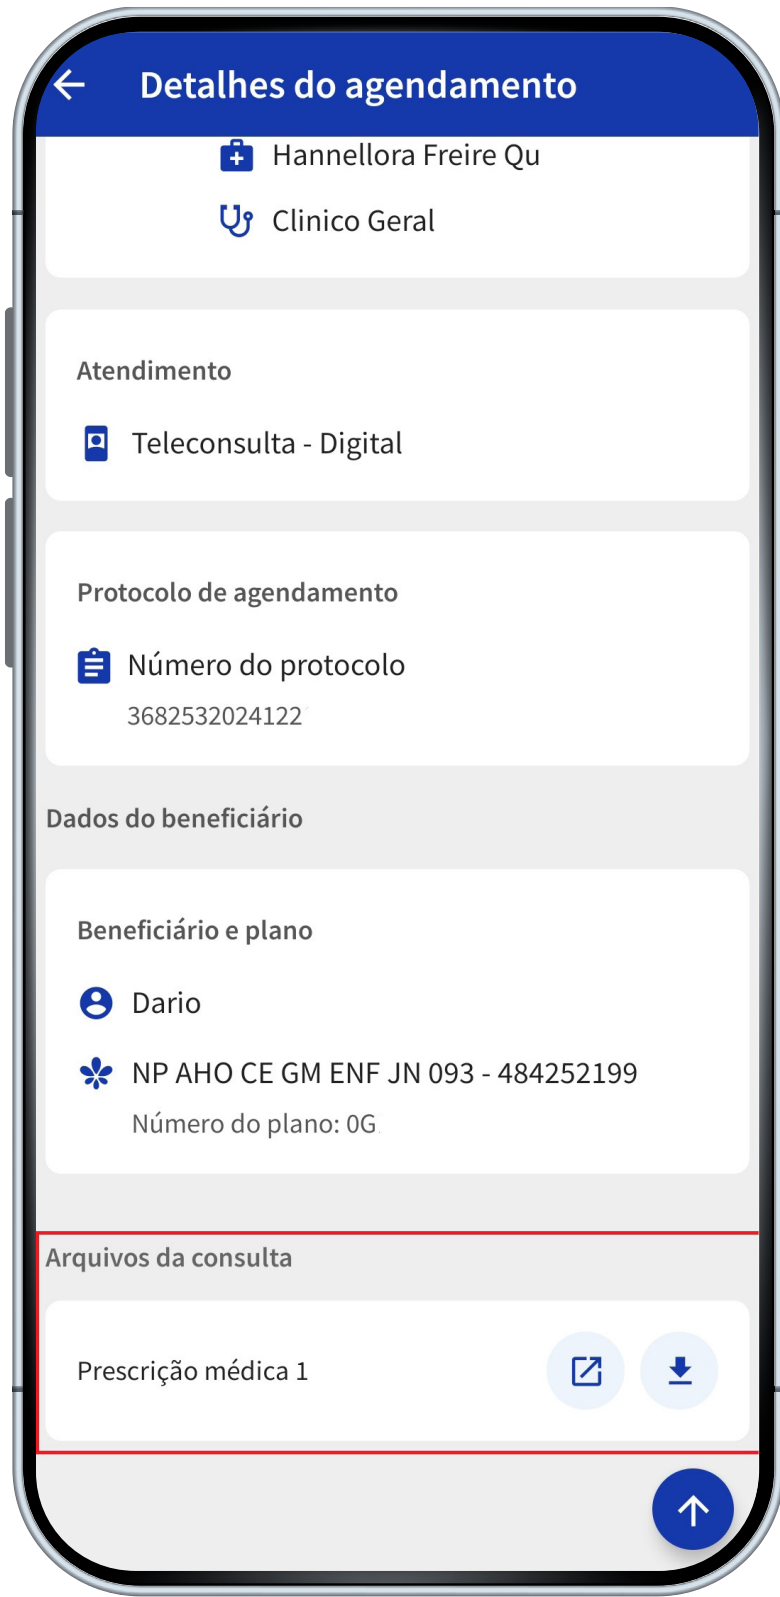 Detalhes do agendamento
Hannellora Freire Qu
Clinico Geral
Atendimento
Teleconsulta - Digital
Protocolo de agendamento
Número do protocolo
3682532024122
Dados do beneficiário
Beneficiário e plano
Dario
NP AHO CE GM ENF JN 093 - 484252199
Número do plano: 0G
Arquivos da consulta
Prescrição médica 1